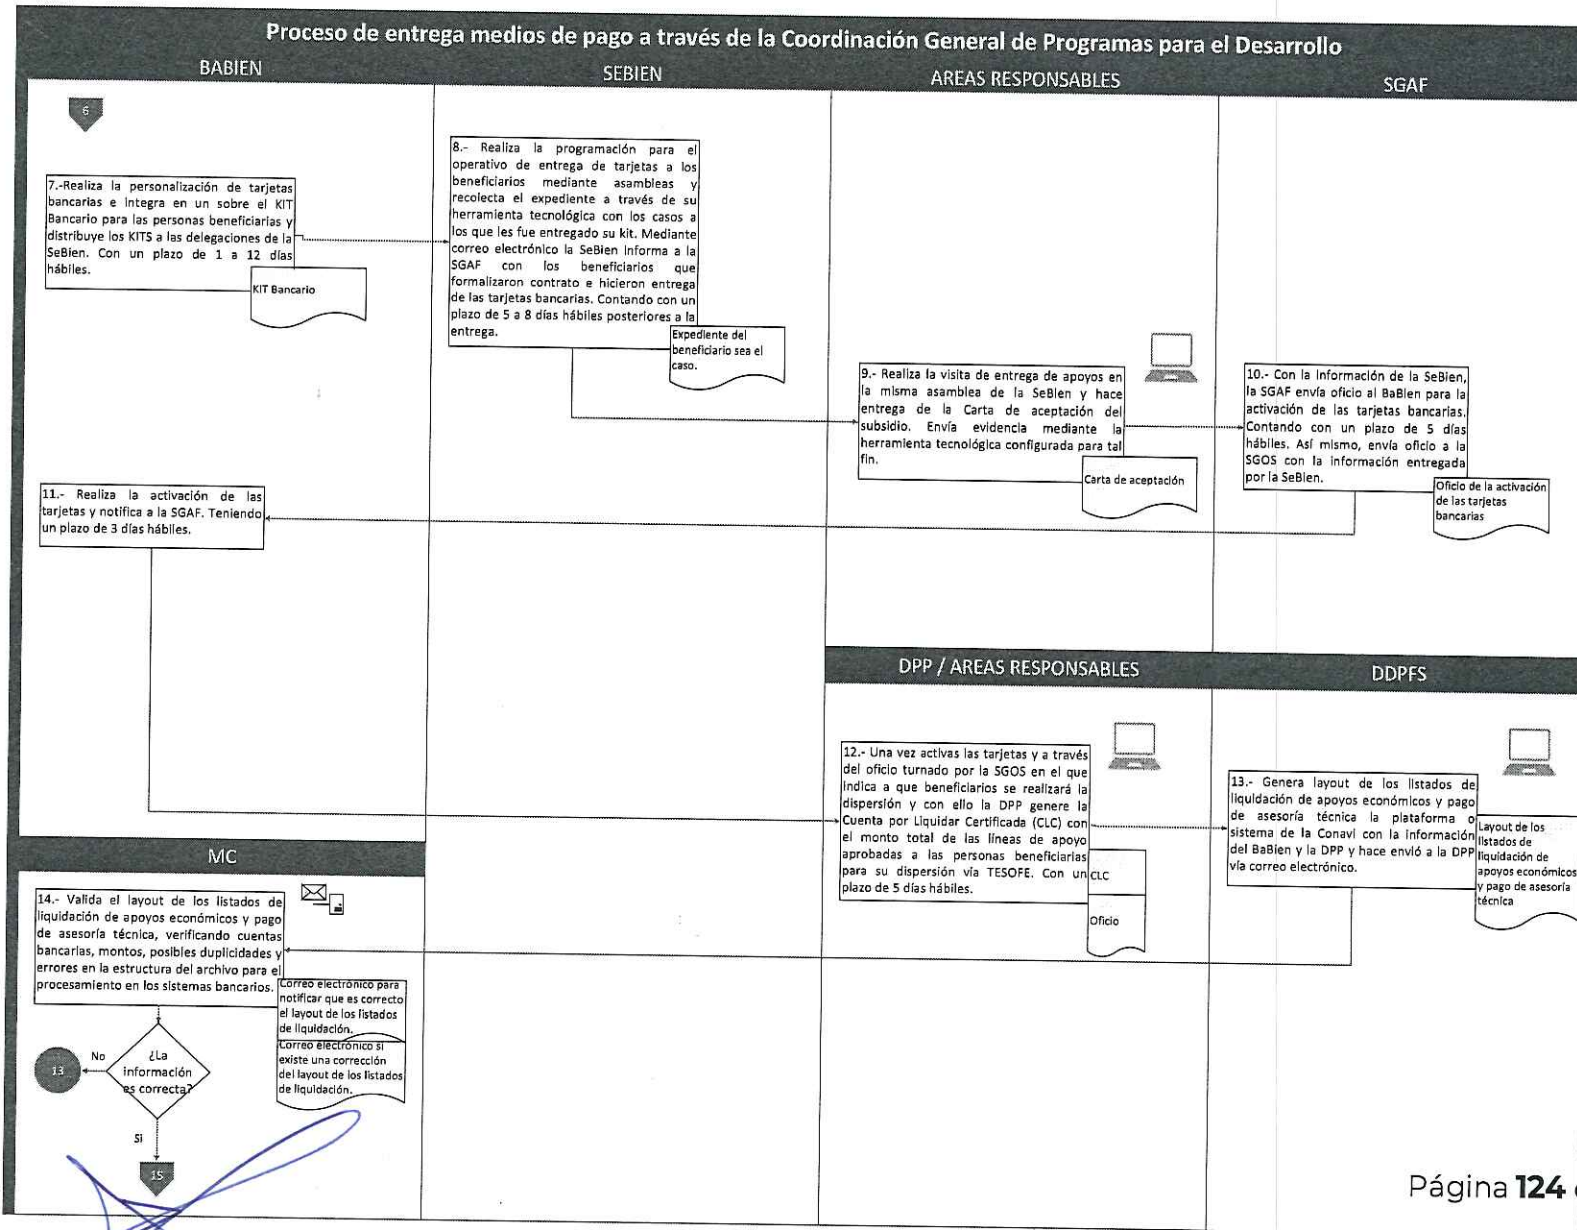 Proceso de entrega medios de pago a través de la Coordinación General de Programas para el Desarrollo
BABIEN
SEBIEN
AREAS RESPONSABLES
SGAF
6
7.-Realiza la personalización de tarjetas
bancarias e integra en un sobre el KIT
Bancario para las personas beneficiarias y
distribuye los KITS a las delegaciones de la
SeBien. Con un plazo de 1 a 12 días
hábiles.
KIT Bancario
8.- Realiza la programación para el
operativo de entrega de tarjetas a los
beneficiarios mediante asambleas y
recolecta el expediente a través de su
herramienta tecnológica con los casos a
los que les fue entregado su kit. Mediante
correo electrónico la SeBien informa a la
SGAF con los beneficiarios que
formalizaron contrato e hicieron entrega
de las tarjetas bancarias. Contando con un
plazo de 5 a 8 días hábiles posteriores a la
entrega.
Expediente del
beneficiario sea el
caso.
9.- Realiza la visita de entrega de apoyos en
la misma asamblea de la SeBien y hace
entrega de la Carta de aceptación del
subsidio. Envía evidencia mediante la
herramienta tecnológica configurada para tal
fin.
Carta de aceptación
10.- Con la información de la SeBien,
la SGAF envía oficio al BaBien para la
activación de las tarjetas bancarias.
Contando con un plazo de 5 días
hábiles. Así mismo, envía oficio a la
SGOS con la información entregada
por la SeBien.
Oficio de la activación
de las tarjetas
bancarias
11.- Realiza la activación de las
tarjetas y notifica a la SGAF. Teniendo
un plazo de 3 días hábiles.
DPP / AREAS RESPONSABLES
DDPFS
12.- Una vez activas las tarjetas y a través
del oficio turnado por la SGOS en el que
indica a que beneficiarios se realizará la
dispersión y con ello la DPP genere la
Cuenta por Liquidar Certificada (CLC) con
el monto total de las líneas de apoyo
aprobadas a las personas beneficiarias
para su dispersión vía TESOFE. Con un
plazo de 5 días hábiles.
CLC
Oficio
13.- Genera layout de los listados de
liquidación de apoyos económicos y pago
de asesoría técnica la plataforma o
sistema de la Conavi con la información
del BaBien y la DPP y hace envió a la DPP
vía correo electrónico.
Layout de los
listados de
liquidación de
apoyos económicos
y pago de asesoría
técnica
MC
14.- Valida el layout de los listados de
liquidación de apoyos económicos y pago
de asesoría técnica, verificando cuentas
bancarias, montos, posibles duplicidades y
errores en la estructura del archivo para el
procesamiento en los sistemas bancarios.
Correo electrónico para
notificar que es correcto
el layout de los listados
de liquidación.
Correo electrónico si
existe una corrección
del layout de los listados
de liquidación.
13
No
¿La
información
es correcta?
Si
15
Página 124